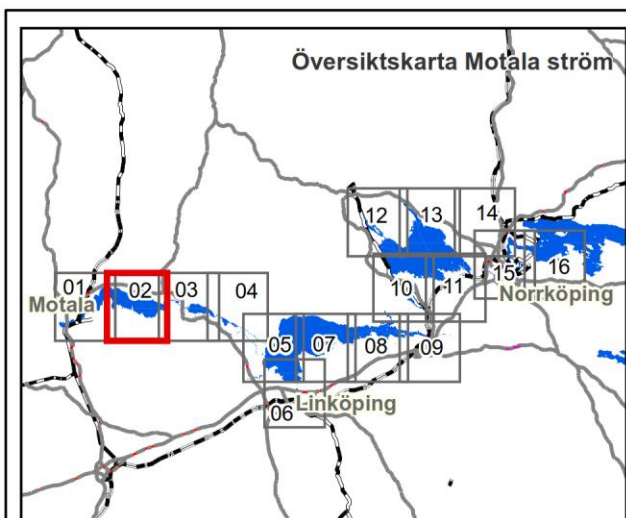 Översiktskarta Motala ström
12 13 14
15 16
Norrköping
10 11
01 02 03 04
Motala
05 07 08 09
Linköping
06